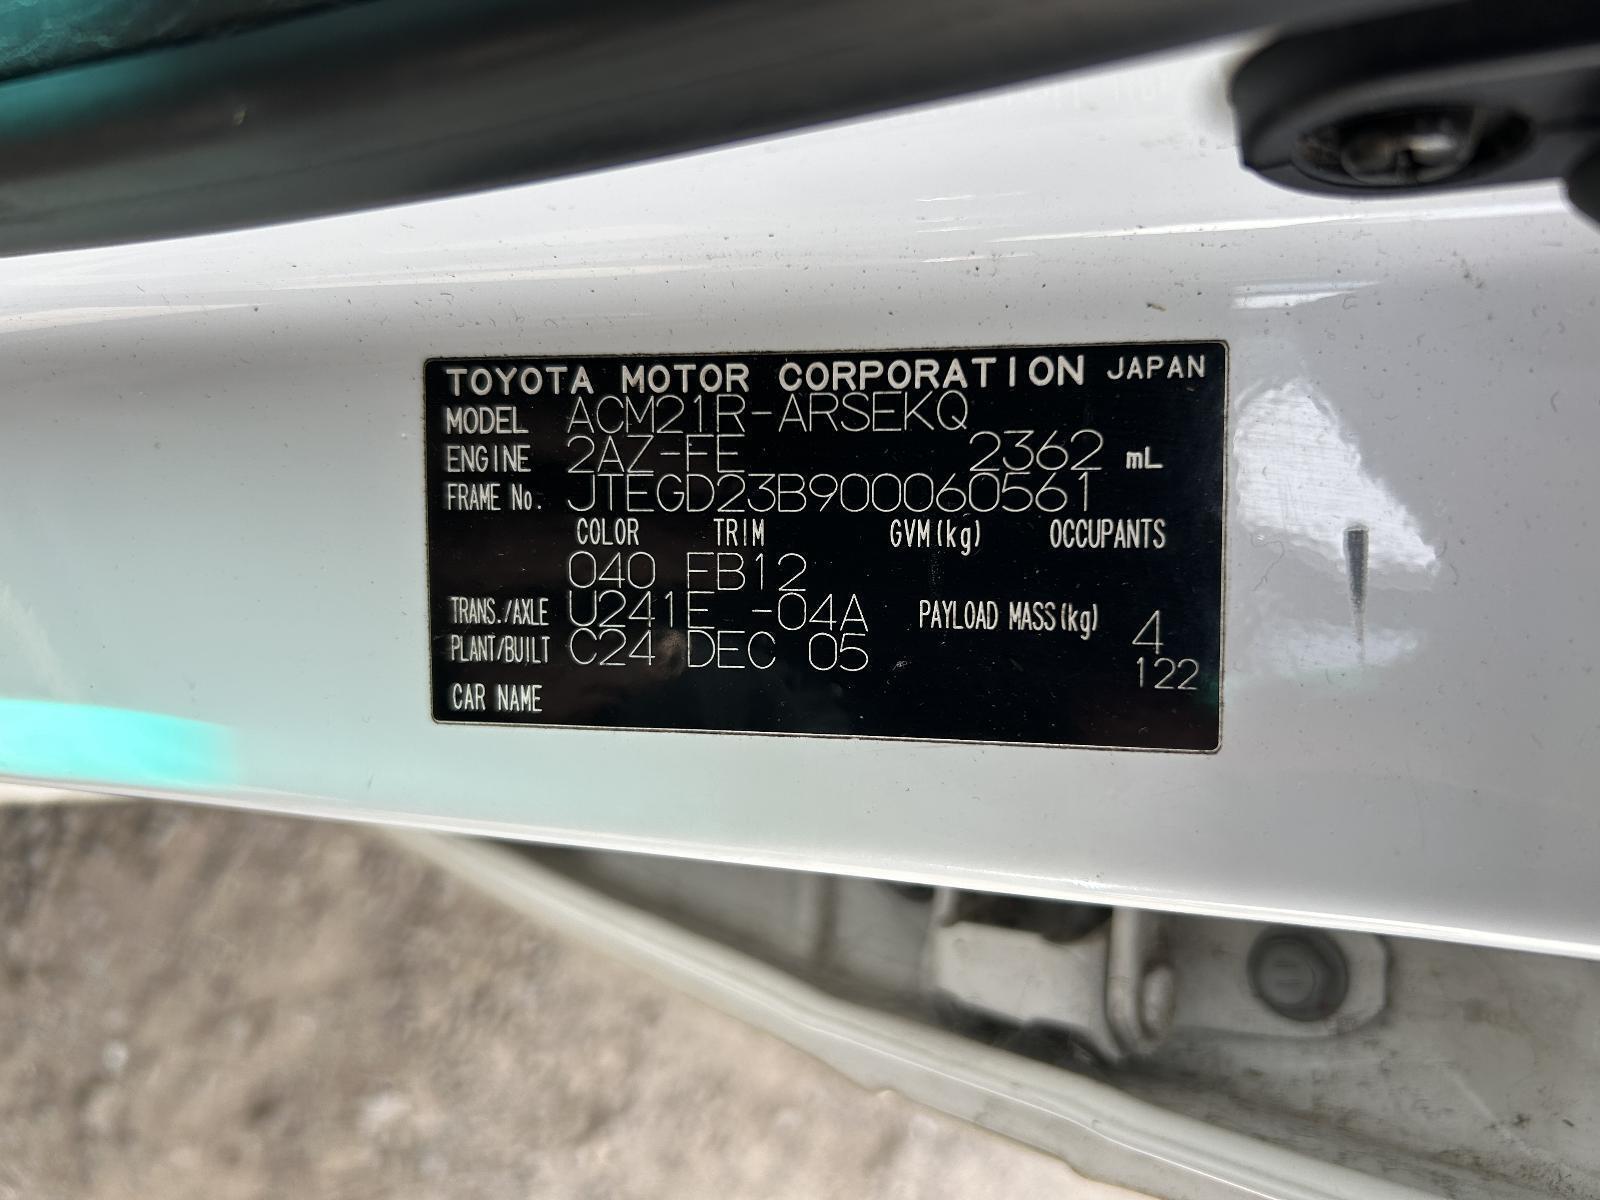 TOYOTA MOTOR CORPORATION JAPAN
MODEL ACM21R-ARSEKQ
ENGINE 2AZ-FE 2362 mL
FRAME No. JTEGD23B900060561
COLOR TRIM GVM(kg) OCCUPANTS
040 FB12
TRANS./AXLE U241E -04A PAYLOAD MASS(kg) 4
PLANT/BUILT C24 DEC 05 122
CAR NAME